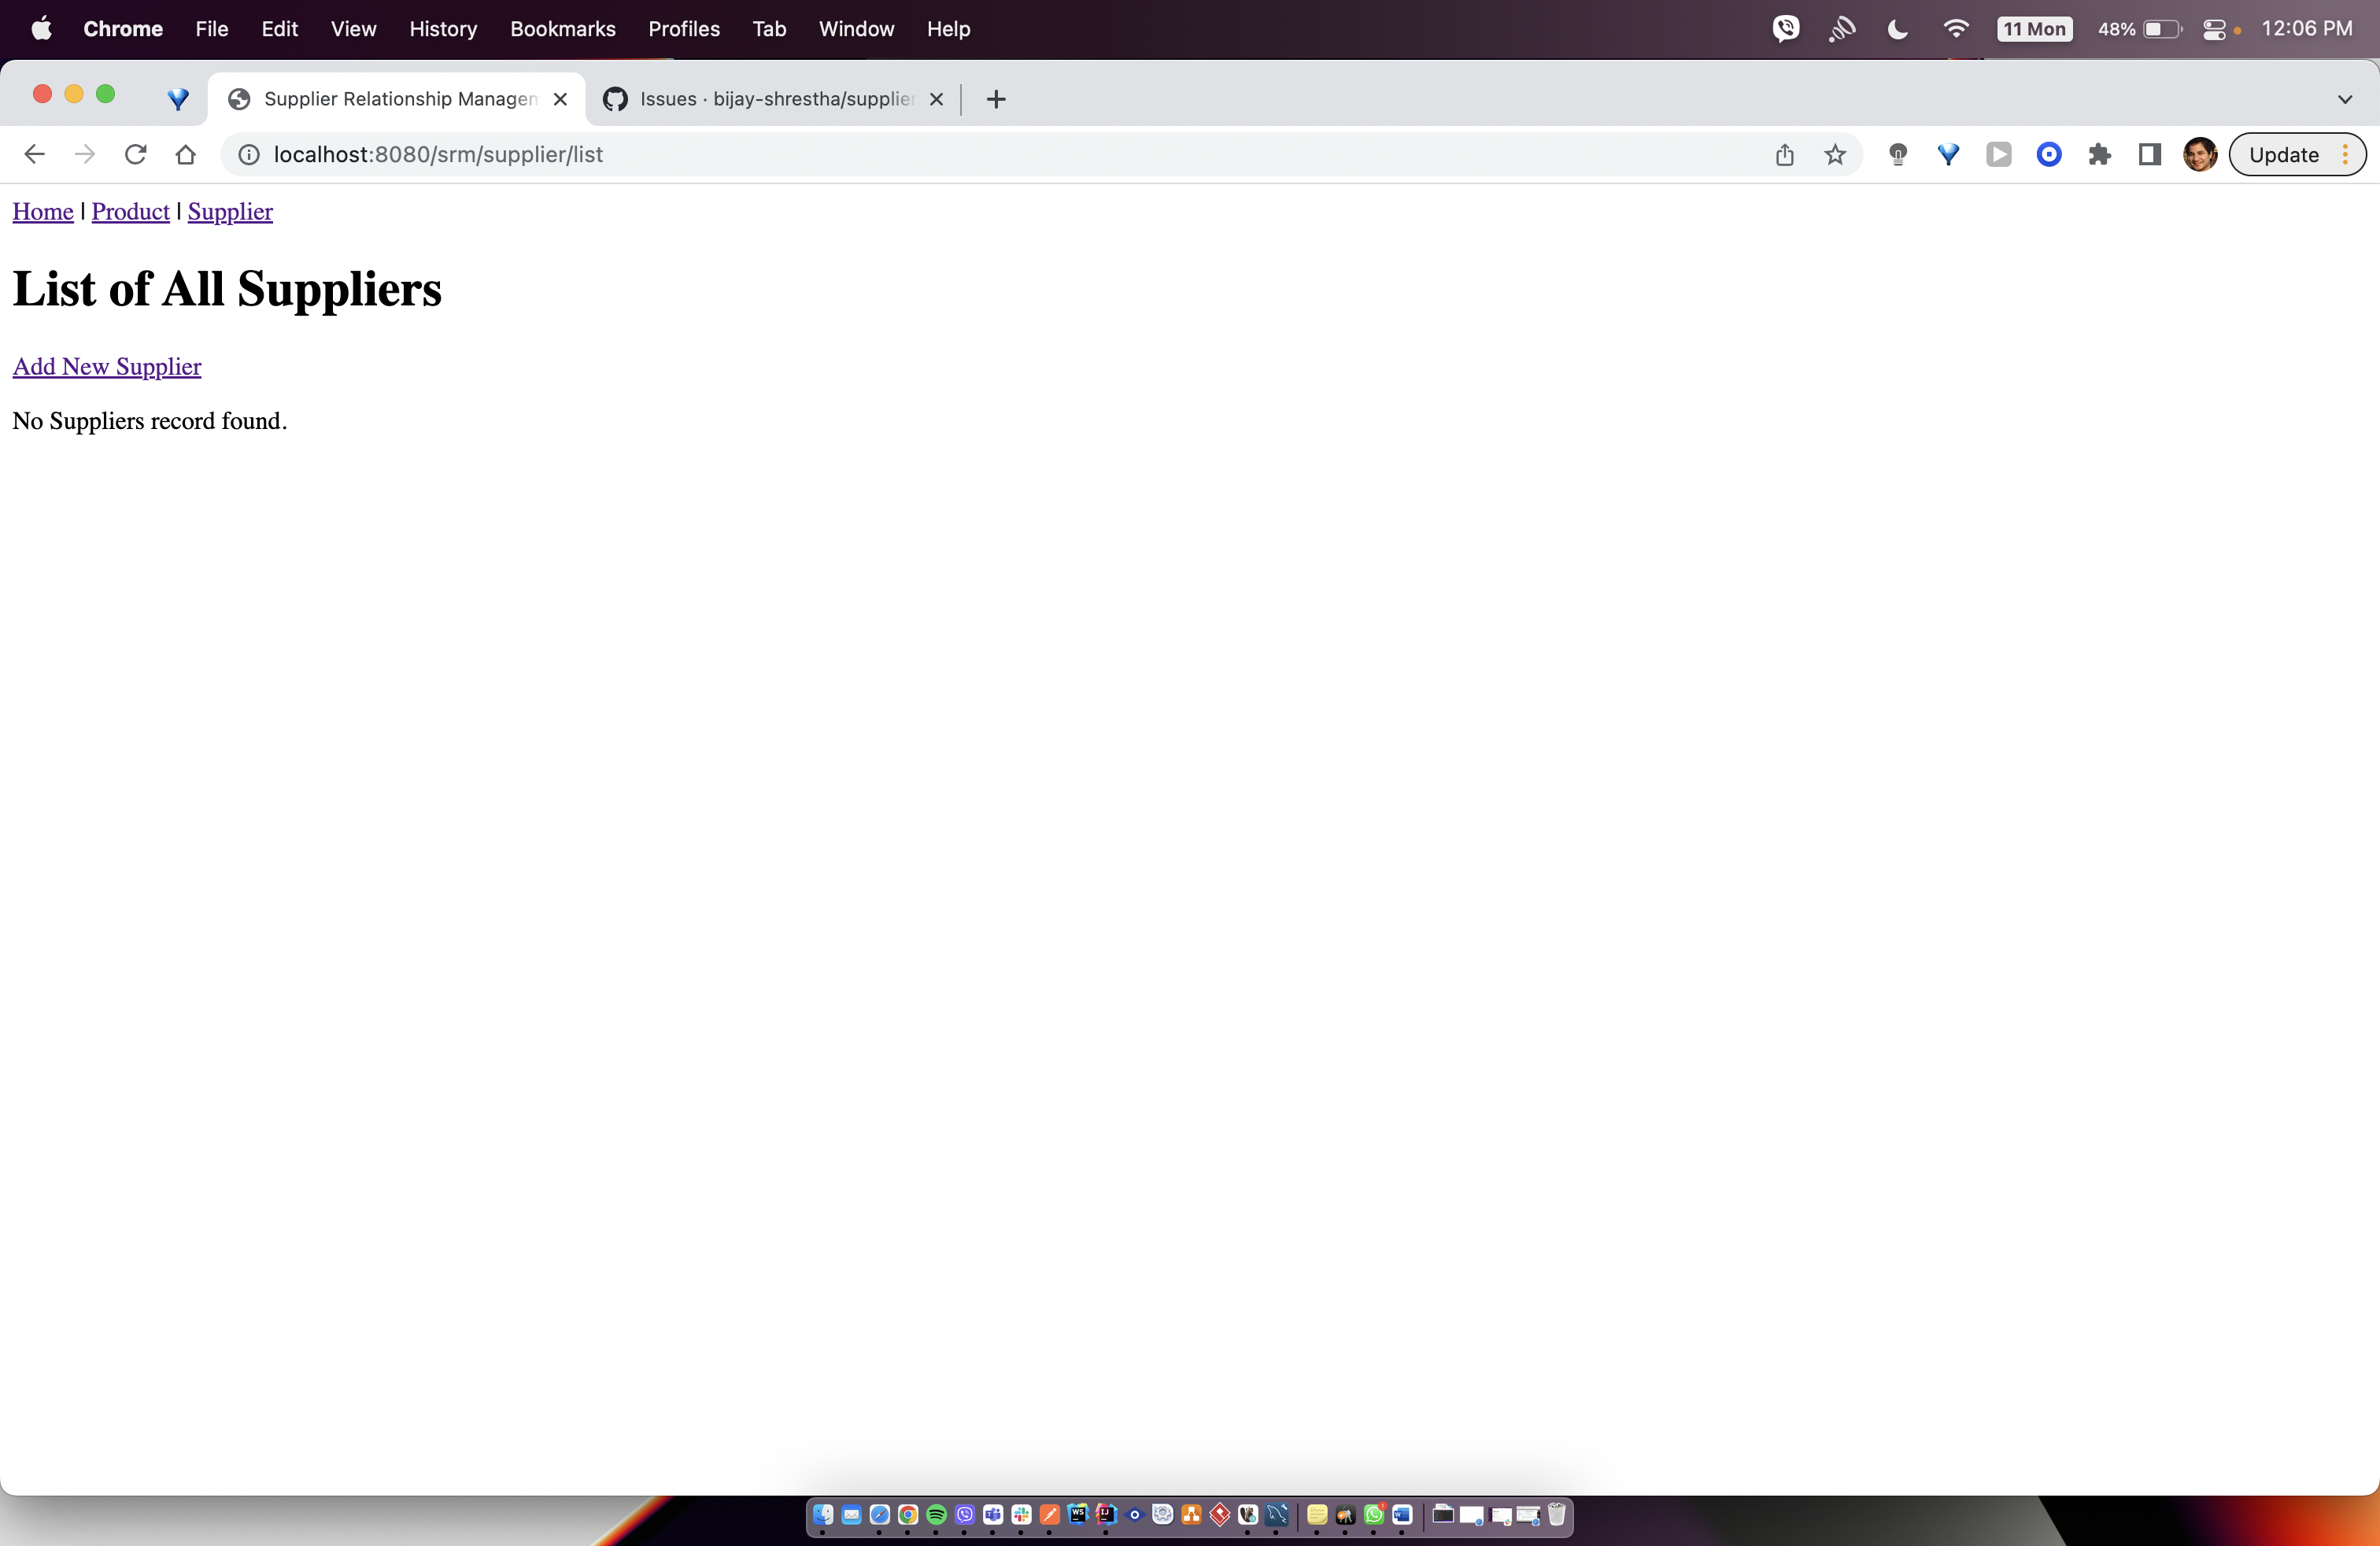 Chrome File Edit View History Bookmarks Profiles Tab Window Help 11 Mon 48% 12:06 PM
Supplier Relationship Managem Issues · bijay-shrestha/supplier
localhost:8080/srm/supplier/list Update
Home | Product | Supplier
List of All Suppliers
Add New Supplier
No Suppliers record found.